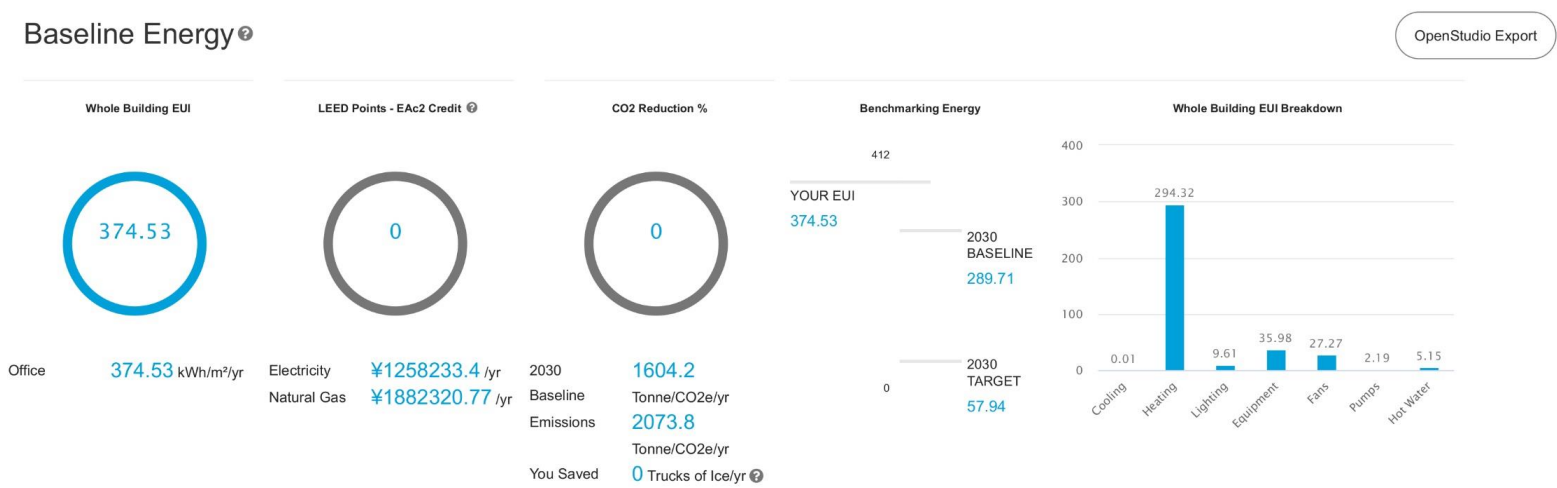 Baseline Energy
OpenStudio Export
Whole Building EUI
374.53
Office 374.53 kWh/m²/yr
LEED Points - EAc2 Credit
0
Electricity ¥1258233.4 /yr
Natural Gas ¥1882320.77 /yr
CO2 Reduction %
0
2030 1604.2
Baseline Tonne/CO2e/yr
Emissions 2073.8
Tonne/CO2e/yr
You Saved 0 Trucks of Ice/yr
Benchmarking Energy
412
YOUR EUI
374.53
2030
BASELINE
289.71
2030
TARGET
0
57.94
Whole Building EUI Breakdown
400
300
200
100
0
0.01
294.32
9.61
35.98
27.27
2.19
5.15
Cooling
Heating
Lighting
Equipment
Fans
Pumps
Hot Water